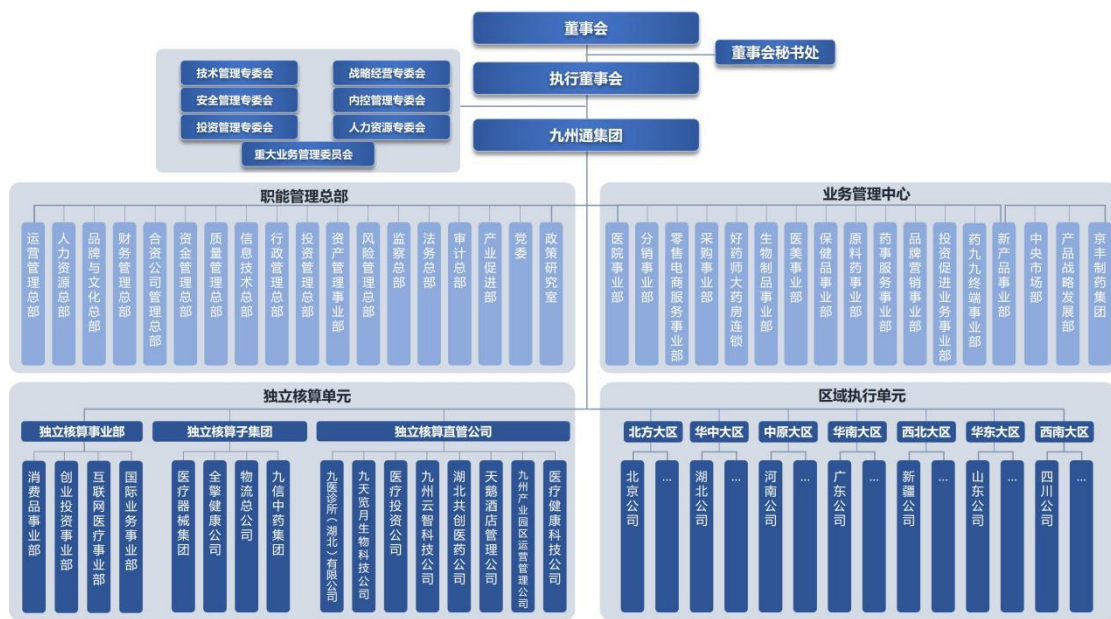 董事会
董事会秘书处
执行董事会
技术管理专委会
战略经营专委会
安全管理专委会
内控管理专委会
投资管理专委会
人力资源专委会
重大业务管理委员会
九州通集团
职能管理总部
运营管理总部
人力资源总部
品牌与文化总部
财务管理总部
合资公司管理总部
资金管理总部
质量管理总部
信息技术总部
行政管理总部
投资管理总部
资产管理事业部
风险管理总部
监察总部
法务总部
审计总部
产业促进部
党委
政策研究室
业务管理中心
医院事业部
分销事业部
零售电商服务事业部
采购事业部
好药师大药房连锁
生物制品事业部
医美事业部
保健品事业部
原料药事业部
药事服务事业部
品牌营销事业部
投资促进业务事业部
药九九终端事业部
新产品事业部
中央市场部
产品战略发展部
京丰制药集团
独立核算单元
独立核算事业部
消费品事业部
创业投资事业部
互联网医疗事业部
国际业务事业部
独立核算子集团
医疗器械集团
全擎健康公司
物流总公司
九信中药集团
独立核算直管公司
九医诊所（湖北）有限公司
九天览月生物科技公司
医疗投资公司
九州云智科技公司
湖北共创医药公司
天鹅酒店管理公司
九州产业园区运营管理公司
医疗健康科技公司
区域执行单元
北方大区
北京公司
…
华中大区
湖北公司
…
中原大区
河南公司
…
华南大区
广东公司
…
西北大区
新疆公司
…
华东大区
山东公司
…
西南大区
四川公司
…